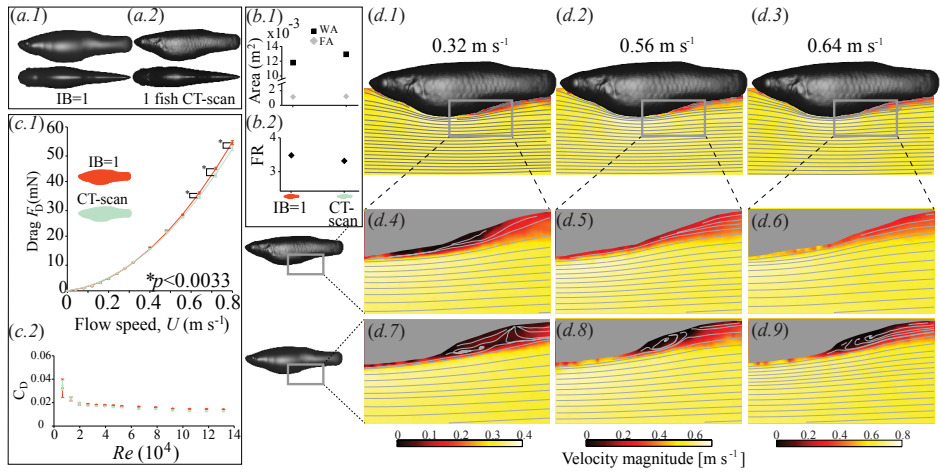 (a.1)
(a.2)
IB=1
1 fish CT-scan
(b.1)
x10⁻³
WA
FA
Area (m²)
14
12
10
2
0
(b.2)
FR
4
3
IB=1
CT-scan
(c.1)
Drag F_D(mN)
60
50
40
30
20
10
0
IB=1
CT-scan
*
*
*
*p<0.0033
0 0.2 0.4 0.6 0.8
Flow speed, U (m s⁻¹)
(c.2)
C_D
0.06
0.04
0.02
0
0 2 4 6 8 10 12 14
Re (10⁴)
(d.1)
(d.2)
(d.3)
0.32 m s⁻¹
0.56 m s⁻¹
0.64 m s⁻¹
(d.4)
(d.5)
(d.6)
(d.7)
(d.8)
(d.9)
0 0.1 0.2 0.3 0.4
0 0.2 0.4 0.6
0 0.2 0.4 0.6 0.8
Velocity magnitude [m s⁻¹]